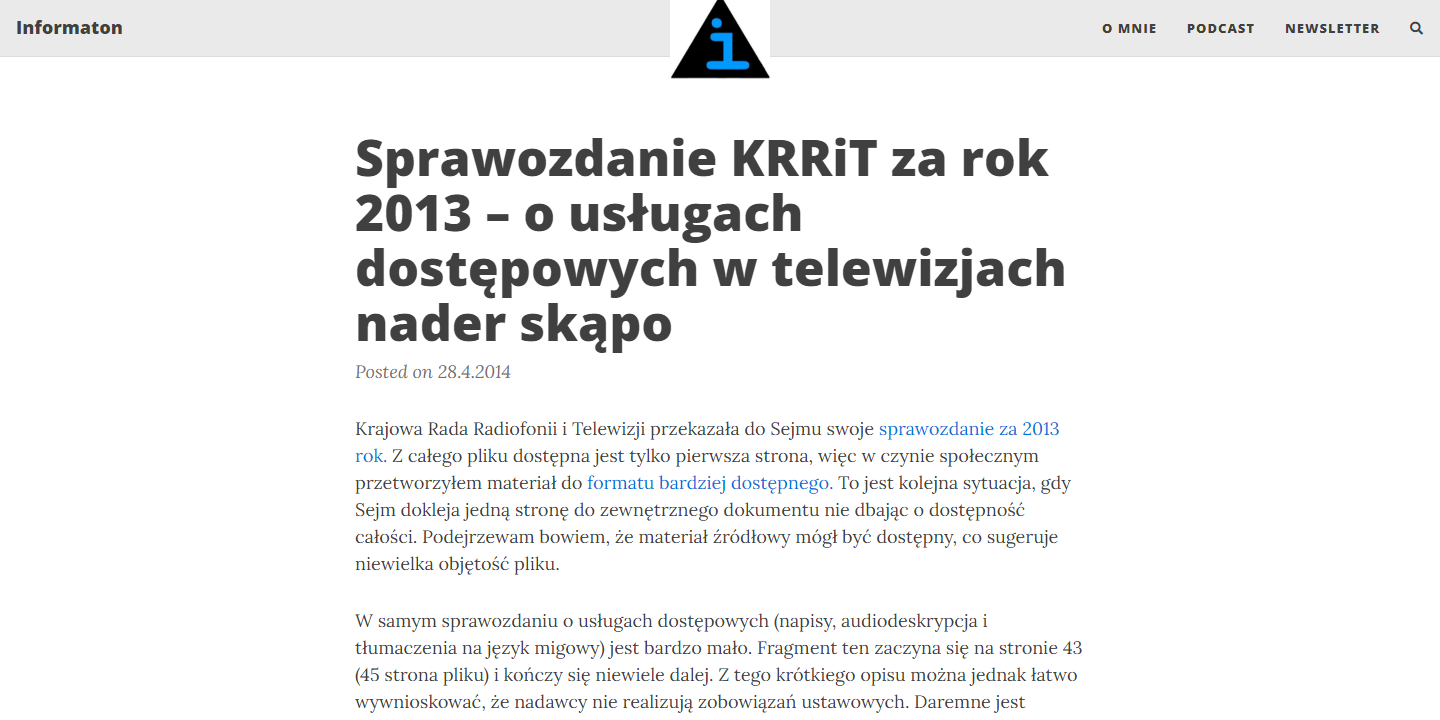 Informaton
i
O MNIE
PODCAST
NEWSLETTER
Sprawozdanie KRRiT za rok
2013 – o usługach
dostępowych w telewizjach
nader skąpo
Posted on 28.4.2014
Krajowa Rada Radiofonii i Telewizji przekazała do Sejmu swoje sprawozdanie za 2013
rok. Z całego pliku dostępna jest tylko pierwsza strona, więc w czynie społecznym
przetworzyłem materiał do formatu bardziej dostępnego. To jest kolejna sytuacja, gdy
Sejm dokleja jedną stronę do zewnętrznego dokumentu nie dbając o dostępność
całości. Podejrzewam bowiem, że materiał źródłowy mógł być dostępny, co sugeruje
niewielka objętość pliku.
W samym sprawozdaniu o usługach dostępowych (napisy, audiodeskrypcja i
tłumaczenia na język migowy) jest bardzo mało. Fragment ten zaczyna się na stronie 43
(45 strona pliku) i kończy się niewiele dalej. Z tego krótkiego opisu można jednak łatwo
wywnioskować, że nadawcy nie realizują zobowiązań ustawowych. Daremne jest